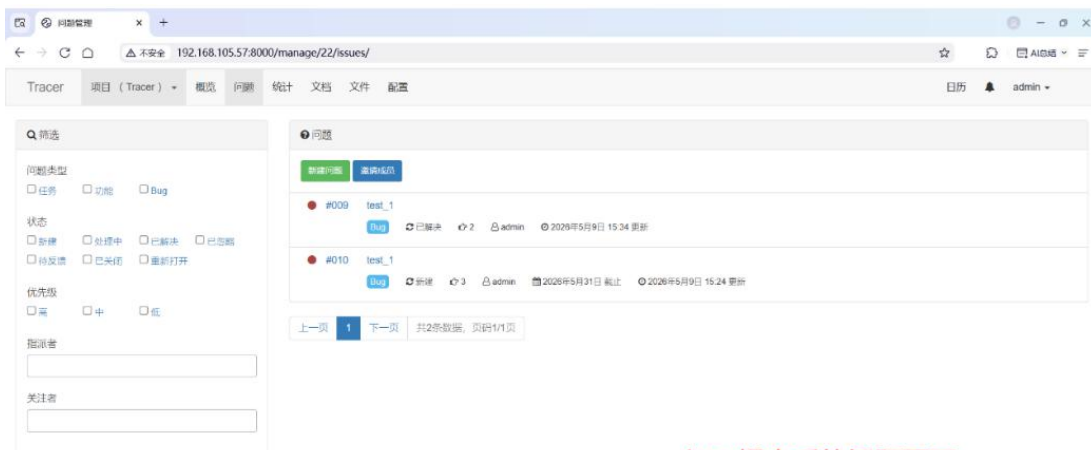 问题管理
不安全 192.168.105.57:8000/manage/22/issues/
AI总结
Tracer 项目 (Tracer) 概览 问题 统计 文档 文件 配置 日历 admin
筛选
问题类型
任务 功能 Bug
状态
新建 处理中 已解决 已忽略
待反馈 已关闭 重新打开
优先级
高 中 低
指派者
关注者
问题
新建问题 邀请成员
#009 test_1
Bug 已解决 2 admin 2026年5月9日 15:34 更新
#010 test_1
Bug 新建 3 admin 2026年5月31日 截止 2026年5月9日 15:24 更新
上一页 1 下一页 共2条数据, 页码1/1页